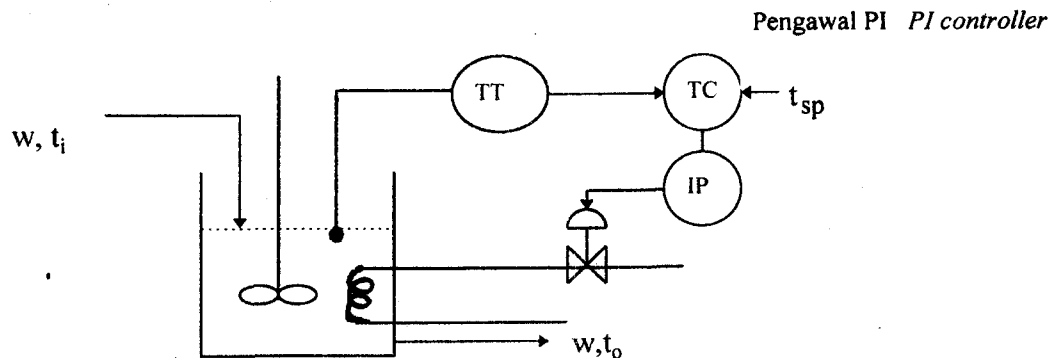 Pengawal PI PI controller
TT
TC
t_sp
w, t_i
IP
w,t_o